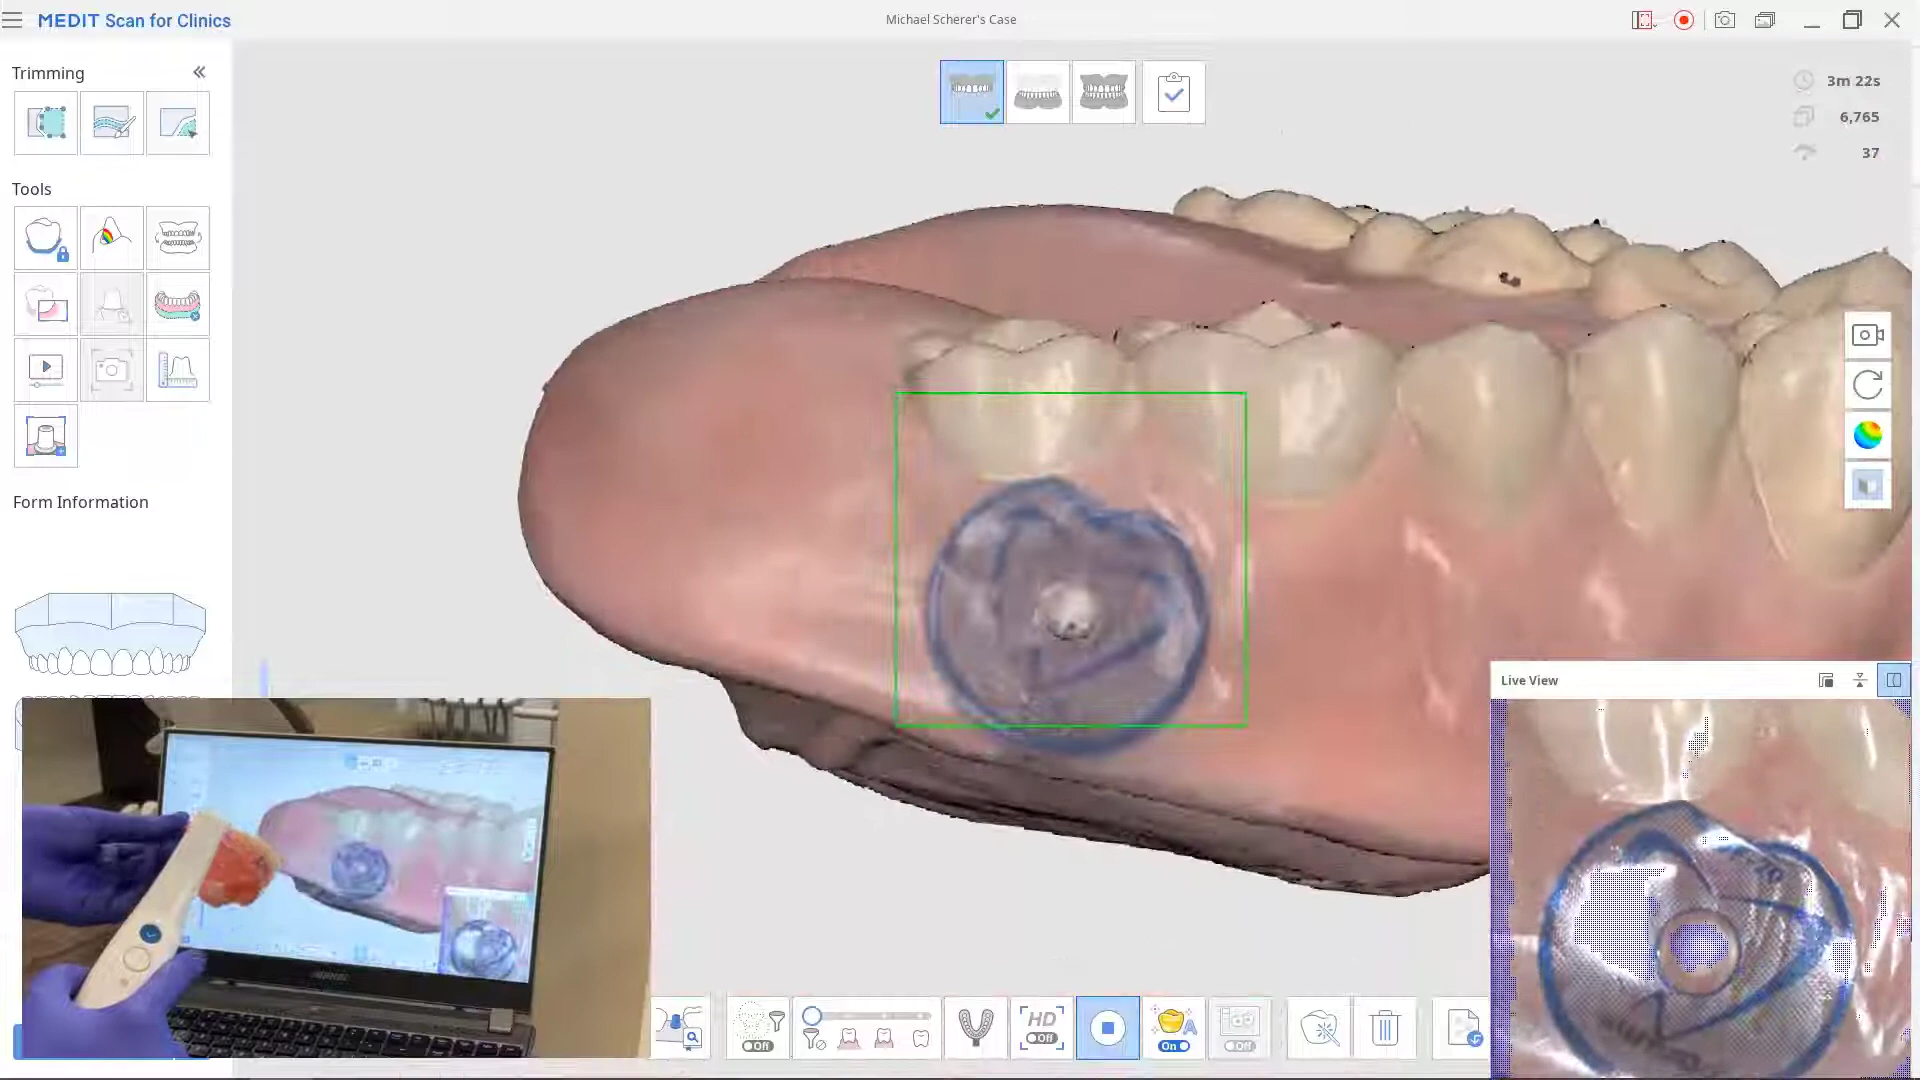 MEDIT Scan for Clinics
Michael Scherer's Case
Trimming
3m 22s
6,765
37
Tools
Form Information
Live View
Off
HD
Off
A
On
Off